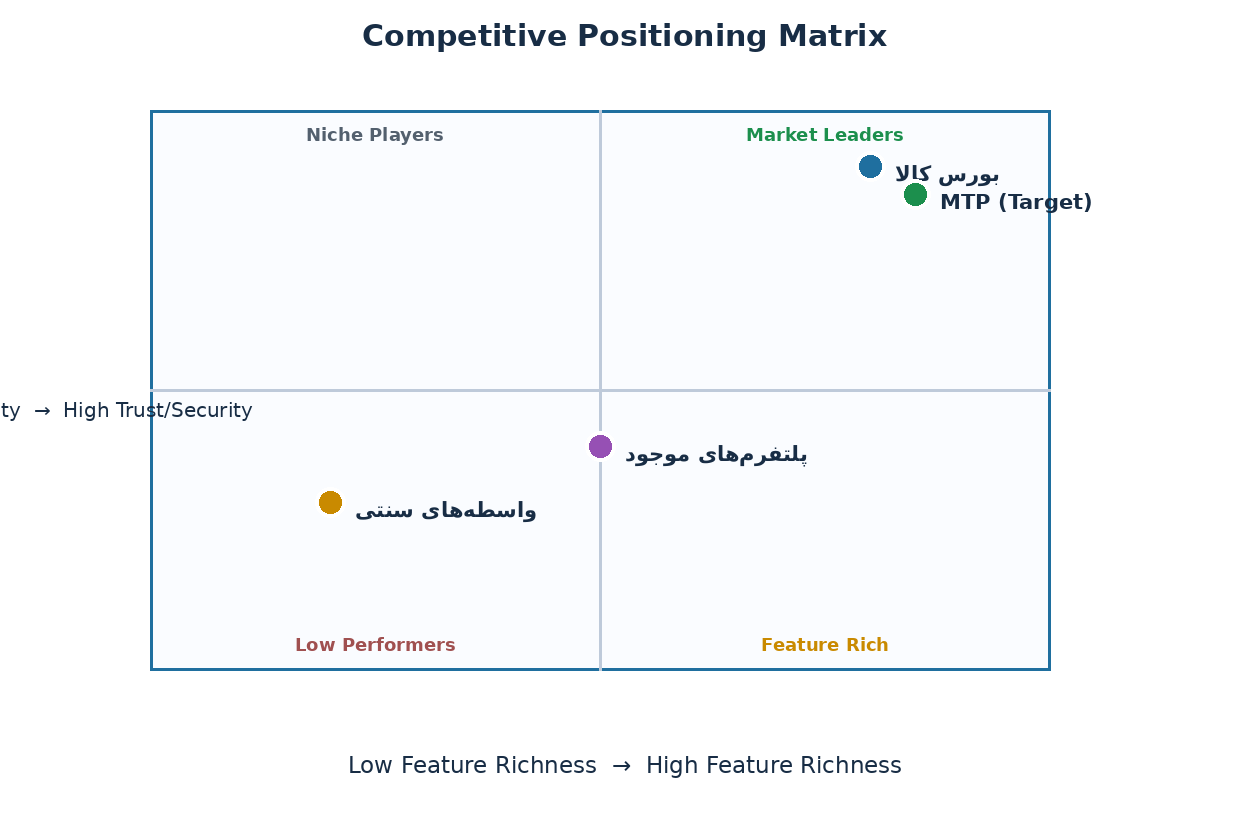 Competitive Positioning Matrix
Niche Players
Market Leaders
بورس کالا
MTP (Target)
ty → High Trust/Security
پلتفرم‌های موجود
واسطه‌های سنتی
Low Performers
Feature Rich
Low Feature Richness → High Feature Richness